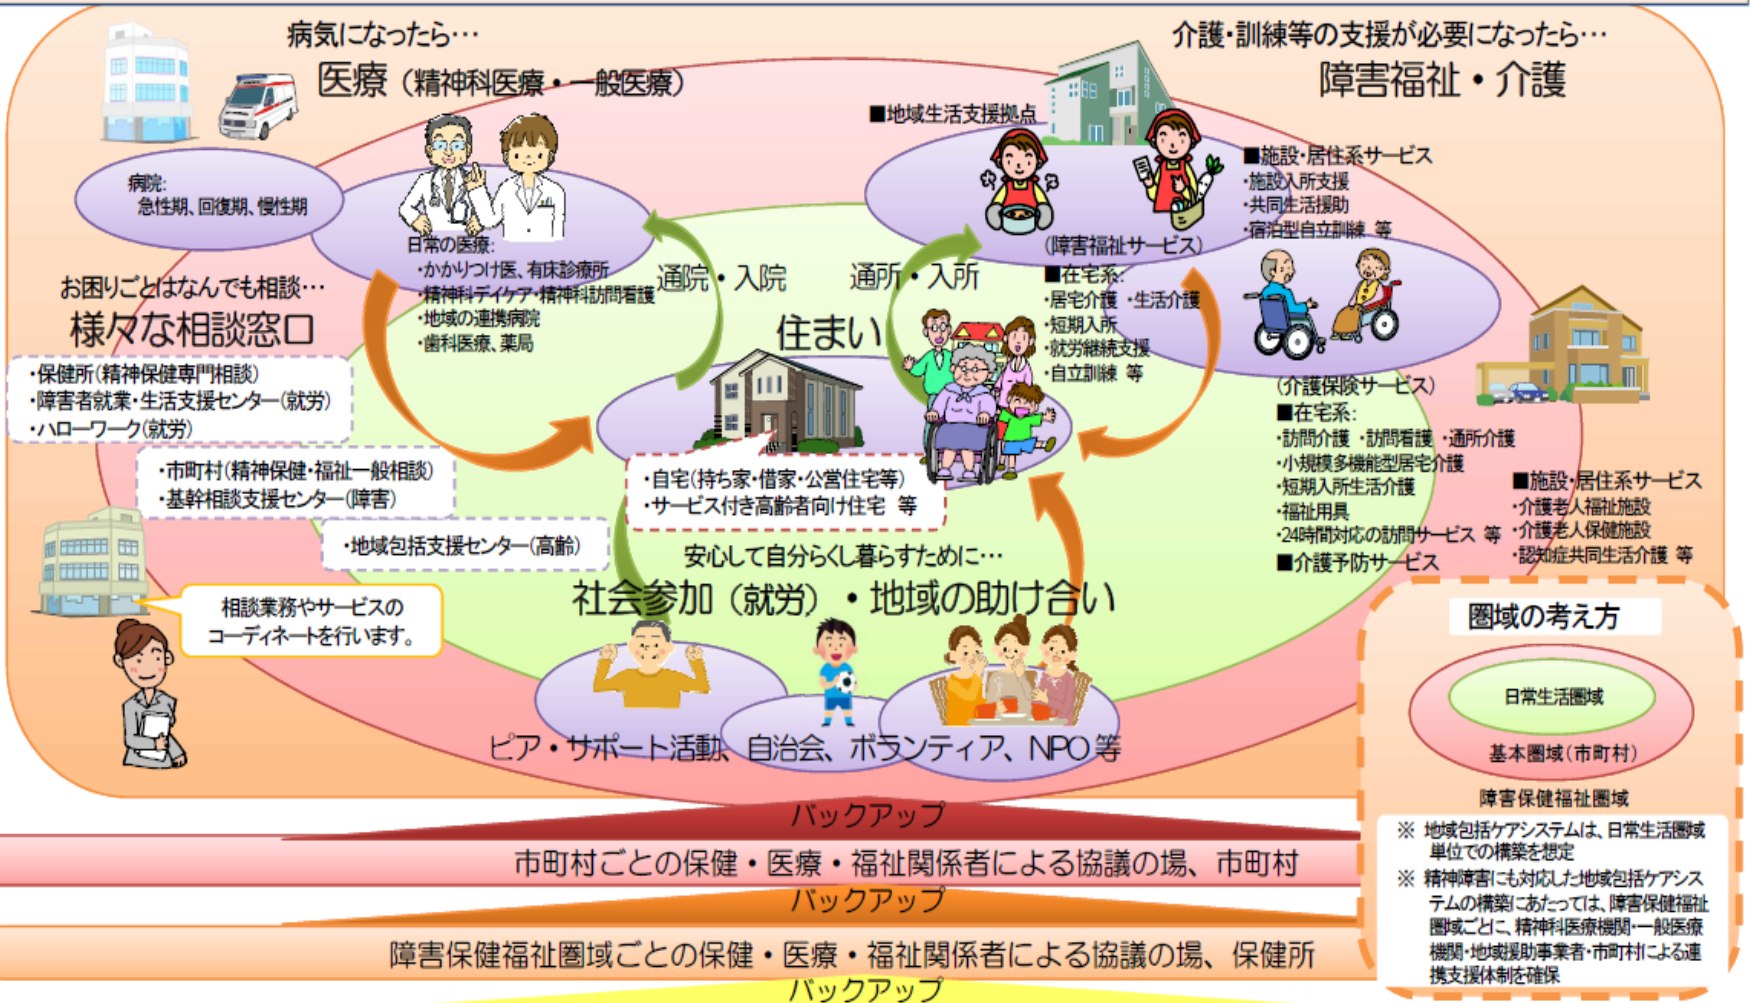 病気になったら…
医療（精神科医療・一般医療）
病院:
急性期、回復期、慢性期
日常の医療:
・かかりつけ医、有床診療所
・精神科デイケア・精神科訪問看護
・地域の連携病院
・歯科医療、薬局
通院・入院
介護・訓練等の支援が必要になったら…
障害福祉・介護
■地域生活支援拠点
■施設・居住系サービス
・施設入所支援
・共同生活援助
・宿泊型自立訓練 等
(障害福祉サービス)
■在宅系:
・居宅介護 ・生活介護
・短期入所
・就労継続支援
・自立訓練 等
通所・入所
(介護保険サービス)
■在宅系:
・訪問介護 ・訪問看護 ・通所介護
・小規模多機能型居宅介護
・短期入所生活介護
・福祉用具
・24時間対応の訪問サービス 等
■介護予防サービス
■施設・居住系サービス
・介護老人福祉施設
・介護老人保健施設
・認知症共同生活介護 等
お困りごとはなんでも相談…
様々な相談窓口
・保健所(精神保健専門相談)
・障害者就業・生活支援センター(就労)
・ハローワーク(就労)
・市町村(精神保健・福祉一般相談)
・基幹相談支援センター(障害)
・地域包括支援センター(高齢)
相談業務やサービスの
コーディネートを行います。
住まい
・自宅(持ち家・借家・公営住宅等)
・サービス付き高齢者向け住宅 等
安心して自分らしく暮らすために…
社会参加（就労）・地域の助け合い
ピア・サポート活動、自治会、ボランティア、NPO等
バックアップ
市町村ごとの保健・医療・福祉関係者による協議の場、市町村
バックアップ
障害保健福祉圏域ごとの保健・医療・福祉関係者による協議の場、保健所
バックアップ
圏域の考え方
日常生活圏域
基本圏域(市町村)
障害保健福祉圏域
※ 地域包括ケアシステムは、日常生活圏域
単位での構築を想定
※ 精神障害にも対応した地域包括ケアシス
テムの構築にあたっては、障害保健福祉
圏域ごとに、精神科医療機関・一般医療
機関・地域援助事業者・市町村による連
携支援体制を確保